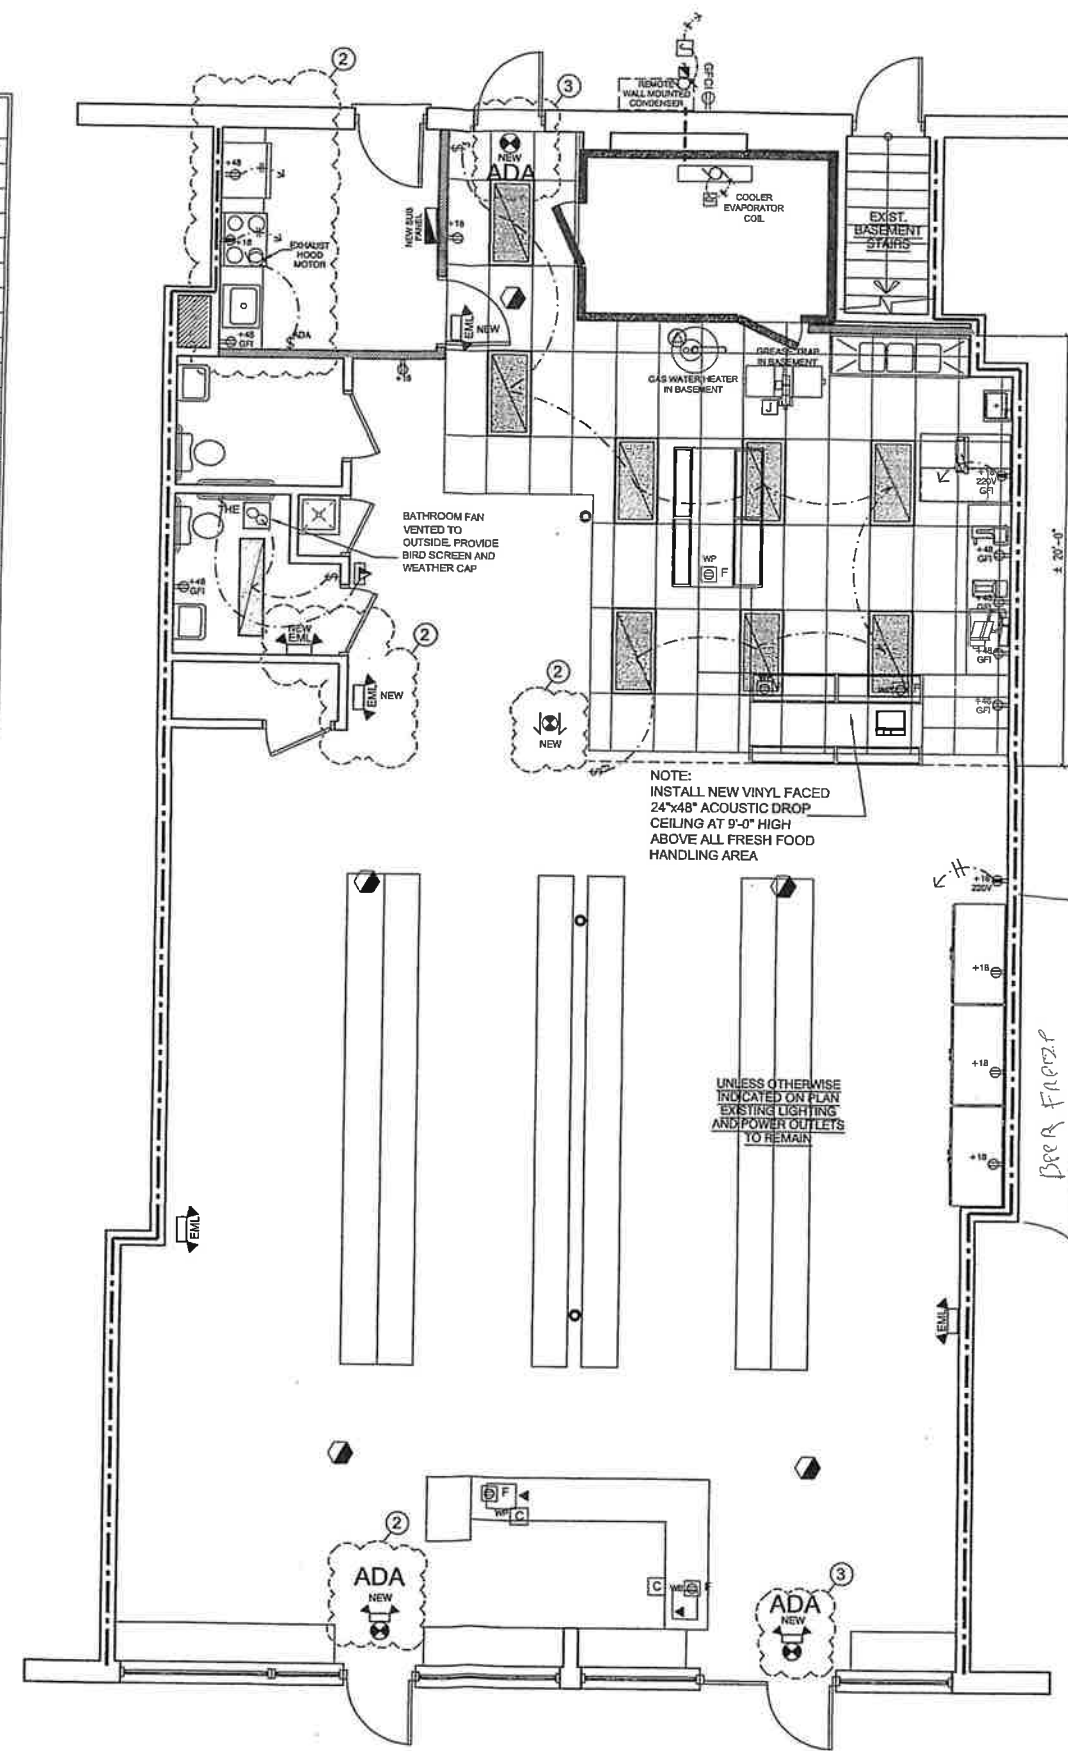 2
3
REMOTE
WALL MOUNTED
CONDENSER
J
GFCI
NEW
ADA
+48
+18
EXHAUST
HOOD
MOTOR
NEW SUB
PANEL
+18
COOLER
EVAPORATOR
COIL
EXIST.
BASEMENT
STAIRS
+48
GFI
ADA
EML
NEW
+18
GAS WATER HEATER
IN BASEMENT
GREASE TRAP
IN BASEMENT
J
+18
220V
GFI
THE
BATHROOM FAN
VENTED TO
OUTSIDE. PROVIDE
BIRD SCREEN AND
WEATHER CAP
+48
GFI
WP
F
+48
GFI
+48
GFI
+48
GFI
+48
GFI
± 20'-0"
NEW
EML
2
EML
NEW
2
NEW
F
NOTE:
INSTALL NEW VINYL FACED
24"x48" ACOUSTIC DROP
CEILING AT 9'-0" HIGH
ABOVE ALL FRESH FOOD
HANDLING AREA
+18
220V
+18
+18
+18
UNLESS OTHERWISE
INDICATED ON PLAN
EXISTING LIGHTING
AND POWER OUTLETS
TO REMAIN
EML
EML
F
WP
C
C
F
2
ADA
NEW
3
ADA
NEW